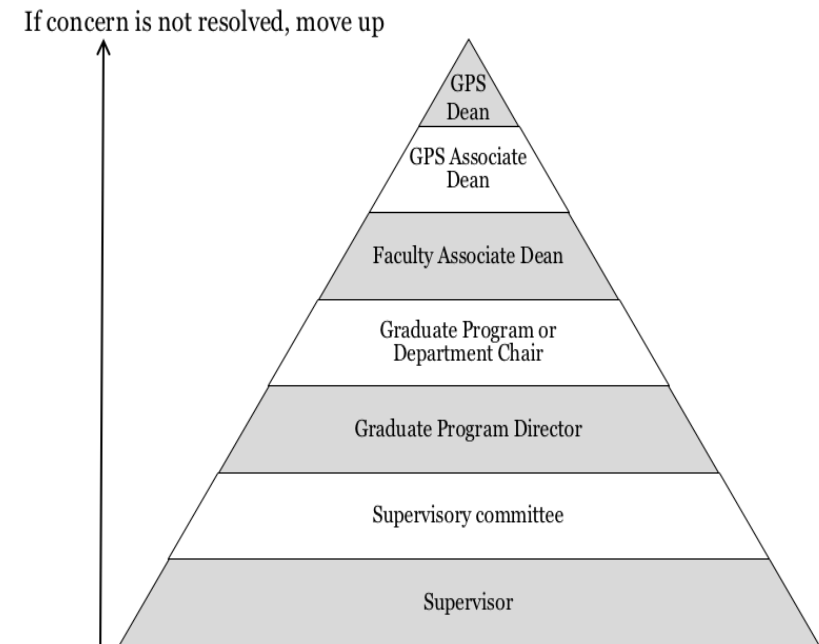 If concern is not resolved, move up
GPS
Dean
GPS Associate
Dean
Faculty Associate Dean
Graduate Program or
Department Chair
Graduate Program Director
Supervisory committee
Supervisor